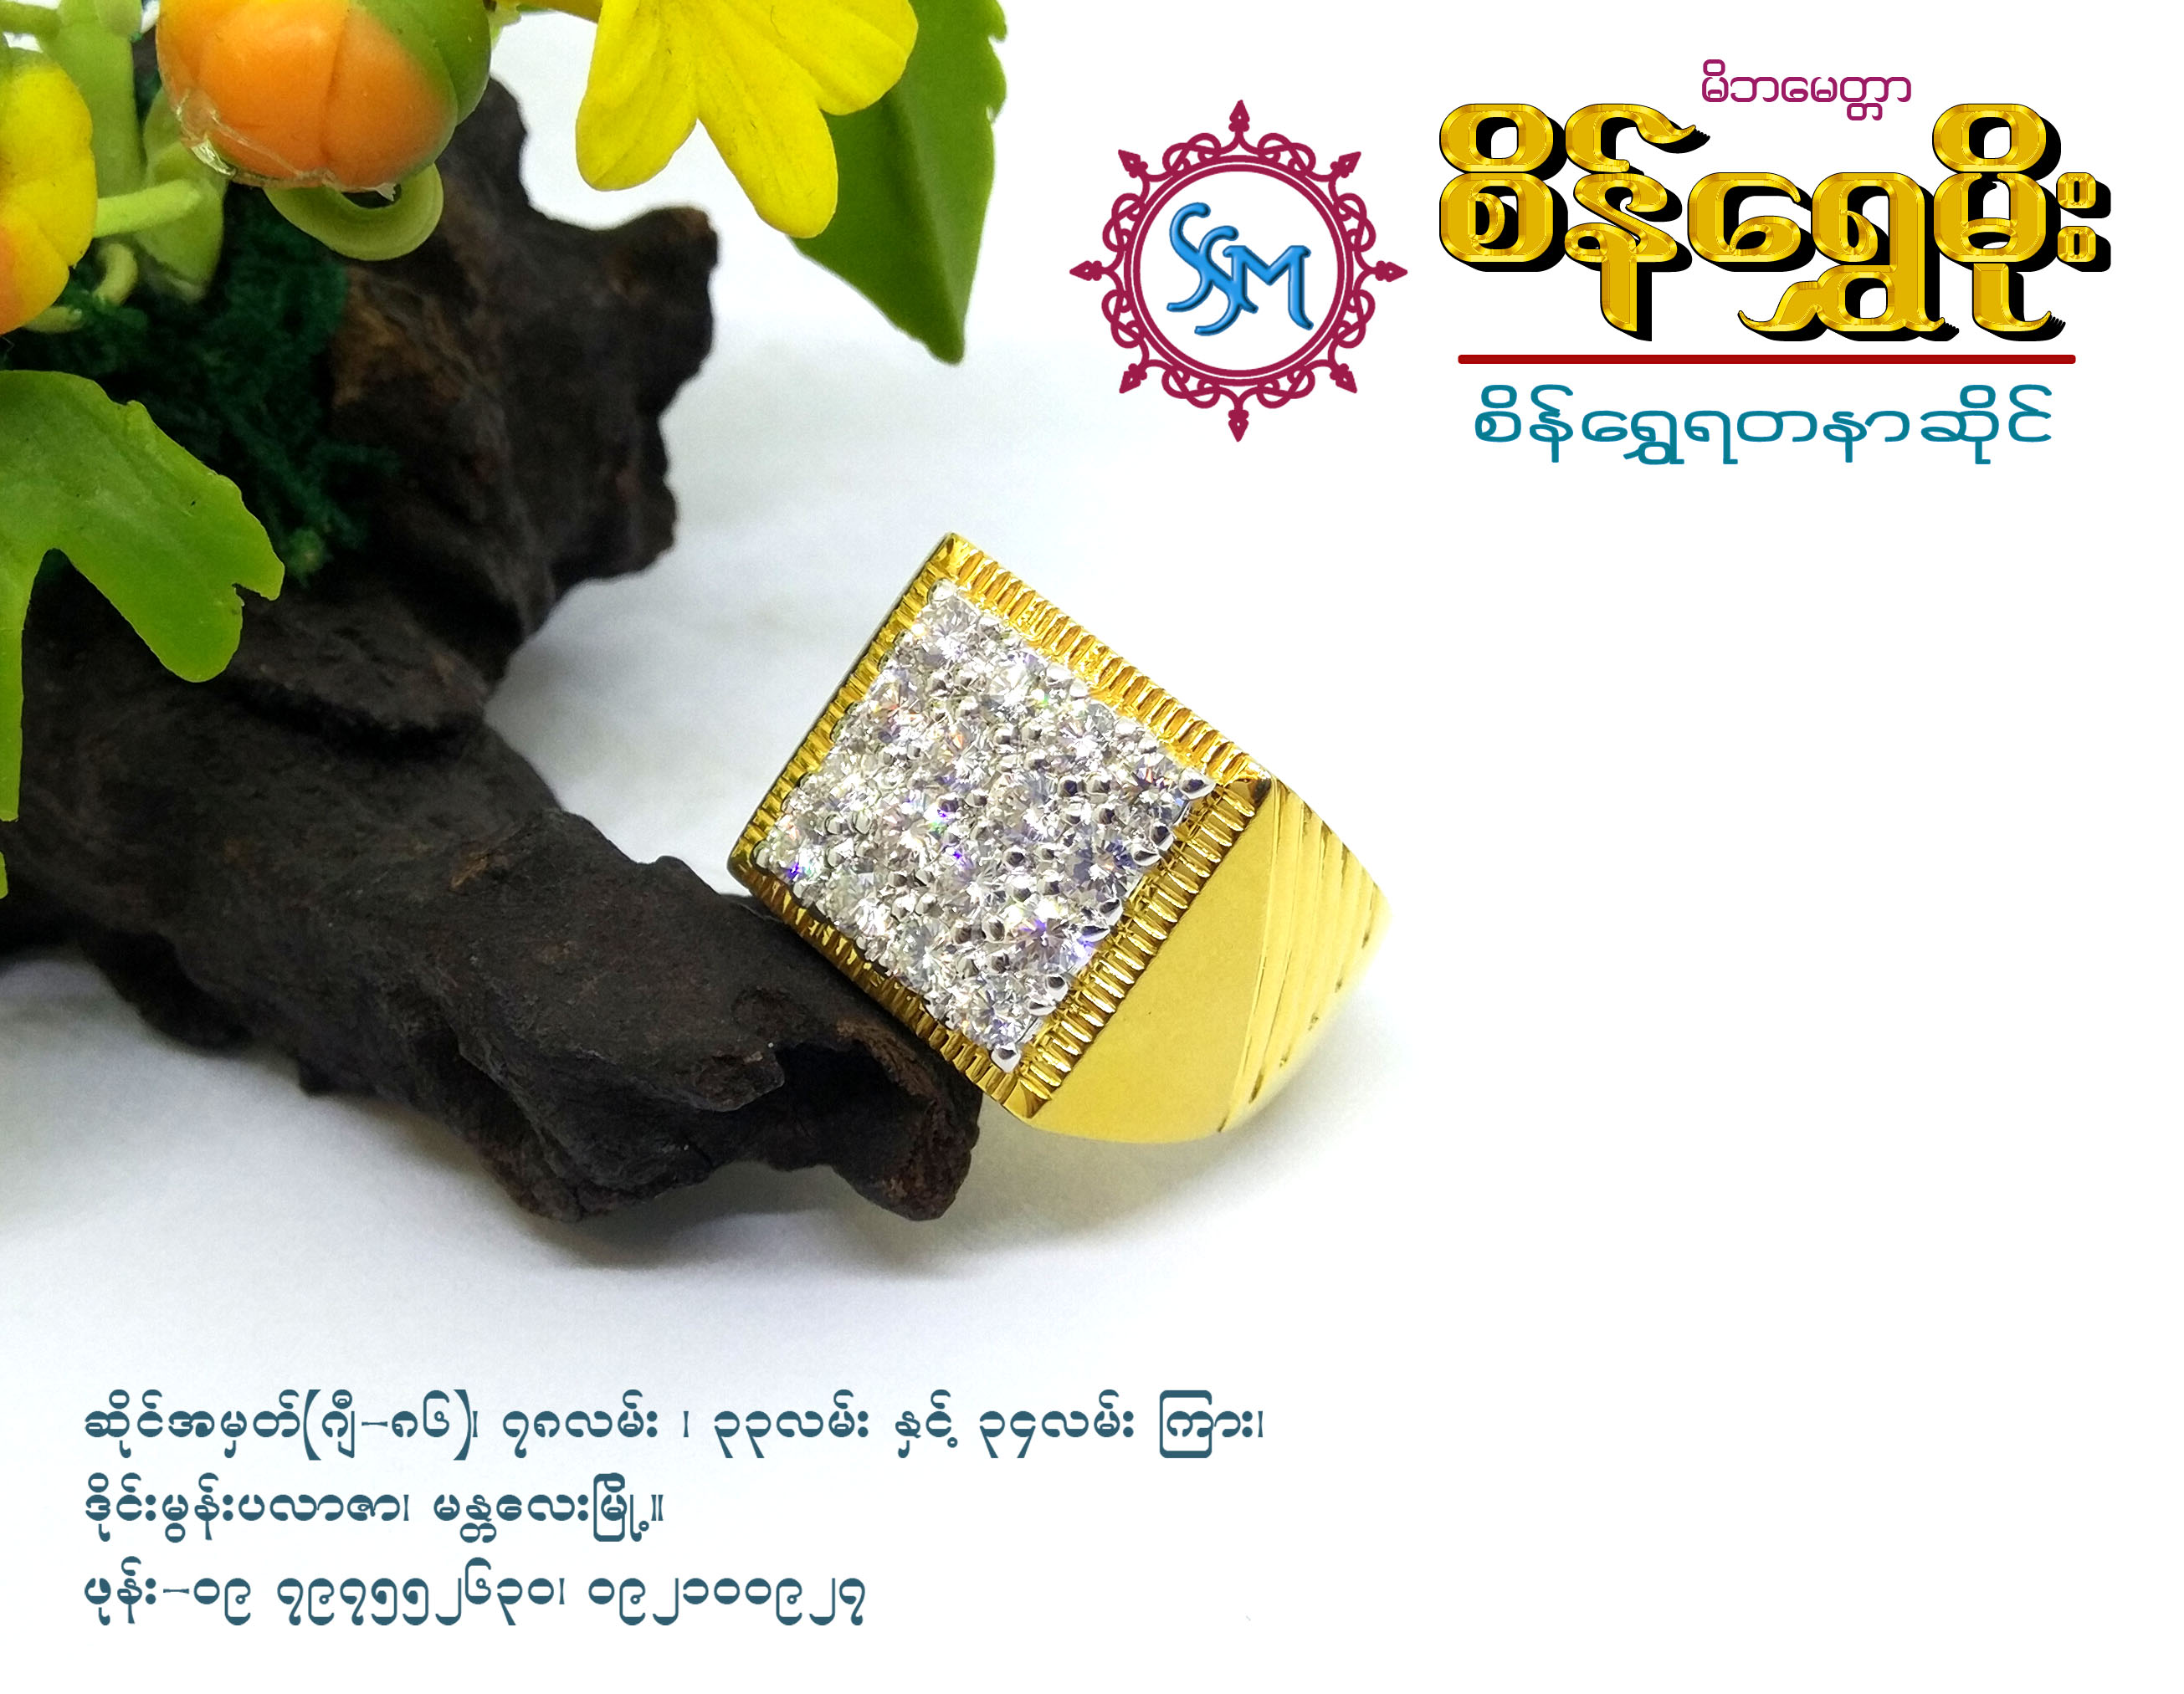 မိဘမေတ္တာ
စိန်ရွှေမိုး
SSM
စိန်ရွှေရတနာဆိုင်
ဆိုင်အမှတ်(ဂျီ-၈၆)၊ ၇၈လမ်း ၊ ၃၃လမ်း နှင့် ၃၄လမ်း ကြား၊
ဒိုင်းမွန်းပလာဇာ၊ မန္တလေးမြို့။
ဖုန်း-၀၉ ၇၉၇၅၅၂၆၃၀၊ ၀၉၂၁၀၀၉၂၇